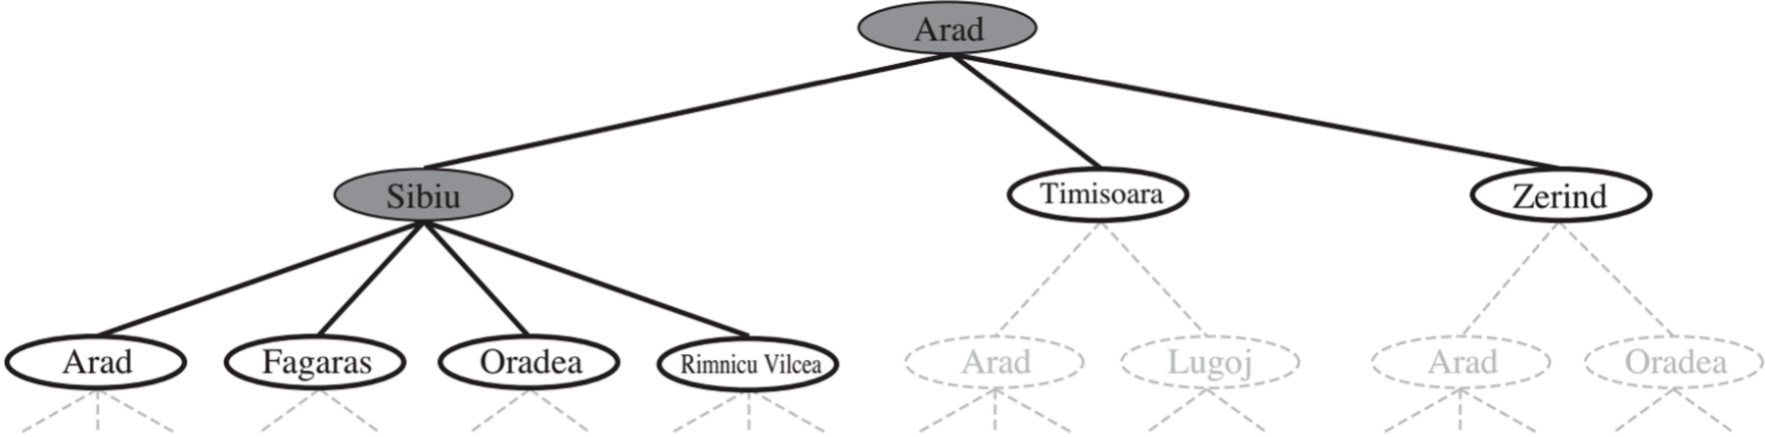 Arad
Sibiu
Timisoara
Zerind
Arad
Fagaras
Oradea
Rimnicu Vilcea
Arad
Lugoj
Arad
Oradea